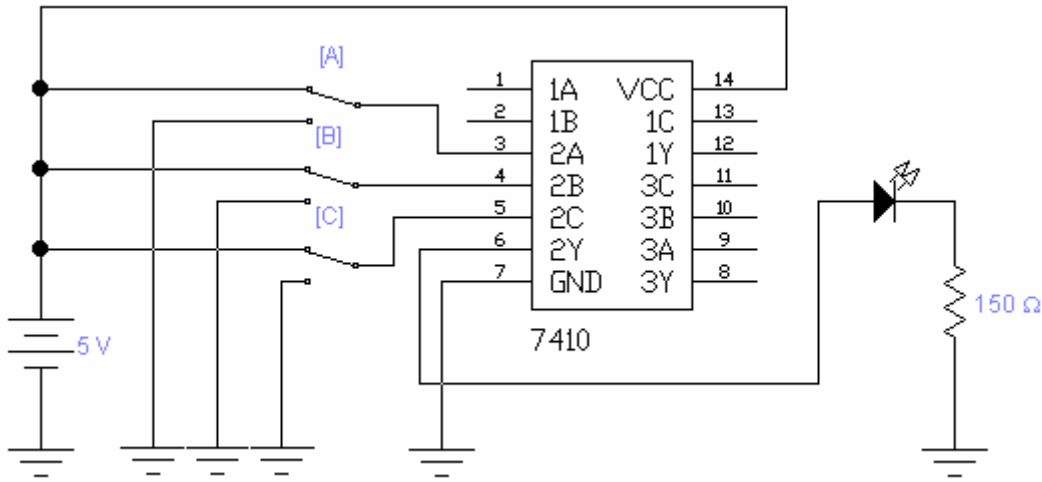 [A]
[B]
[C]
5 V
1 1A VCC 14
2 1B 1C 13
3 2A 1Y 12
4 2B 3C 11
5 2C 3B 10
6 2Y 3A 9
7 GND 3Y 8
7410
150 Ω